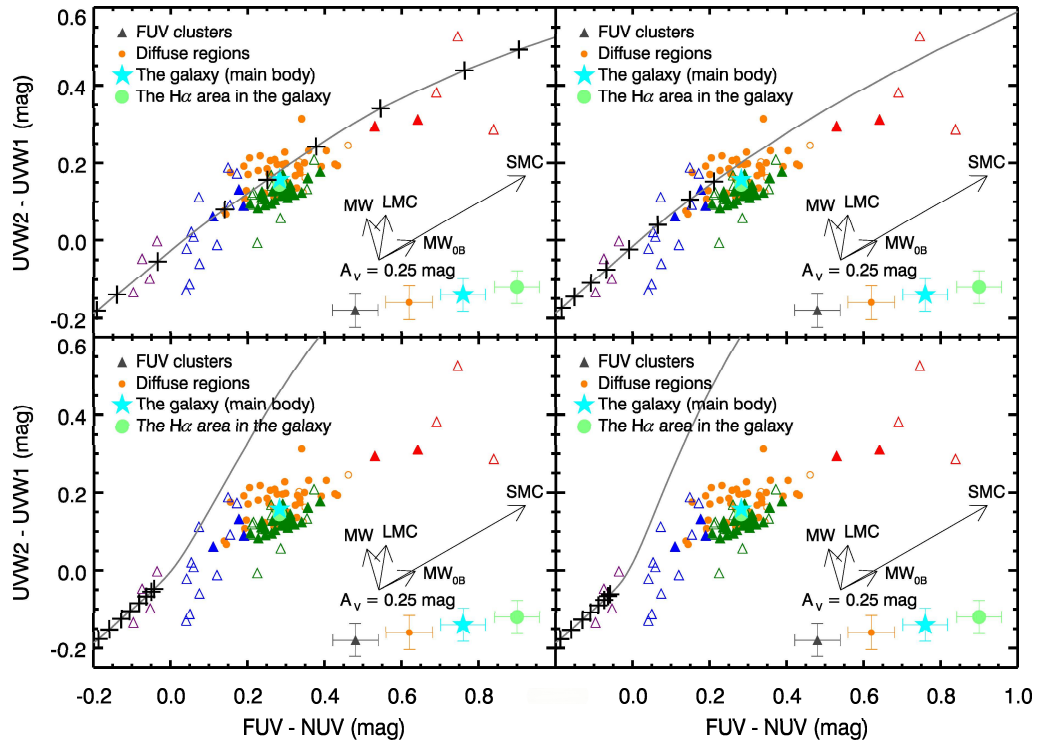 0.6
0.4
0.2
0.0
-0.2
UVW2 - UVW1 (mag)
FUV clusters
Diffuse regions
The galaxy (main body)
The Hα area in the galaxy
MW
LMC
SMC
MW0B
Av = 0.25 mag
FUV clusters
Diffuse regions
The galaxy (main body)
The Hα area in the galaxy
MW
LMC
SMC
MW0B
Av = 0.25 mag
0.6
0.4
0.2
0.0
-0.2
UVW2 - UVW1 (mag)
FUV clusters
Diffuse regions
The galaxy (main body)
The Hα area in the galaxy
MW
LMC
SMC
MW0B
Av = 0.25 mag
FUV clusters
Diffuse regions
The galaxy (main body)
The Hα area in the galaxy
MW
LMC
SMC
MW0B
Av = 0.25 mag
-0.2 0.0 0.2 0.4 0.6 0.8
0.0 0.2 0.4 0.6 0.8 1.0
FUV - NUV (mag)
FUV - NUV (mag)